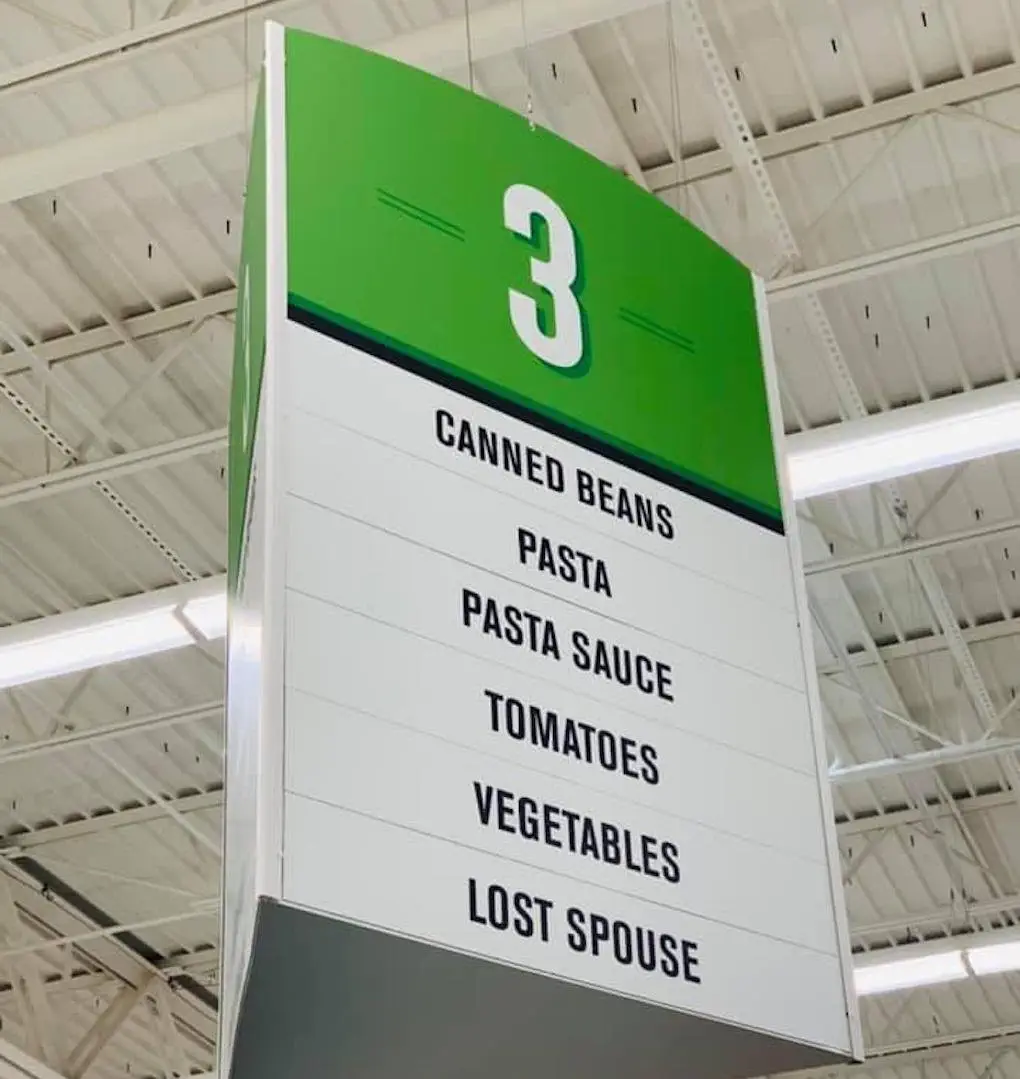 3
CANNED BEANS
PASTA
PASTA SAUCE
TOMATOES
VEGETABLES
LOST SPOUSE